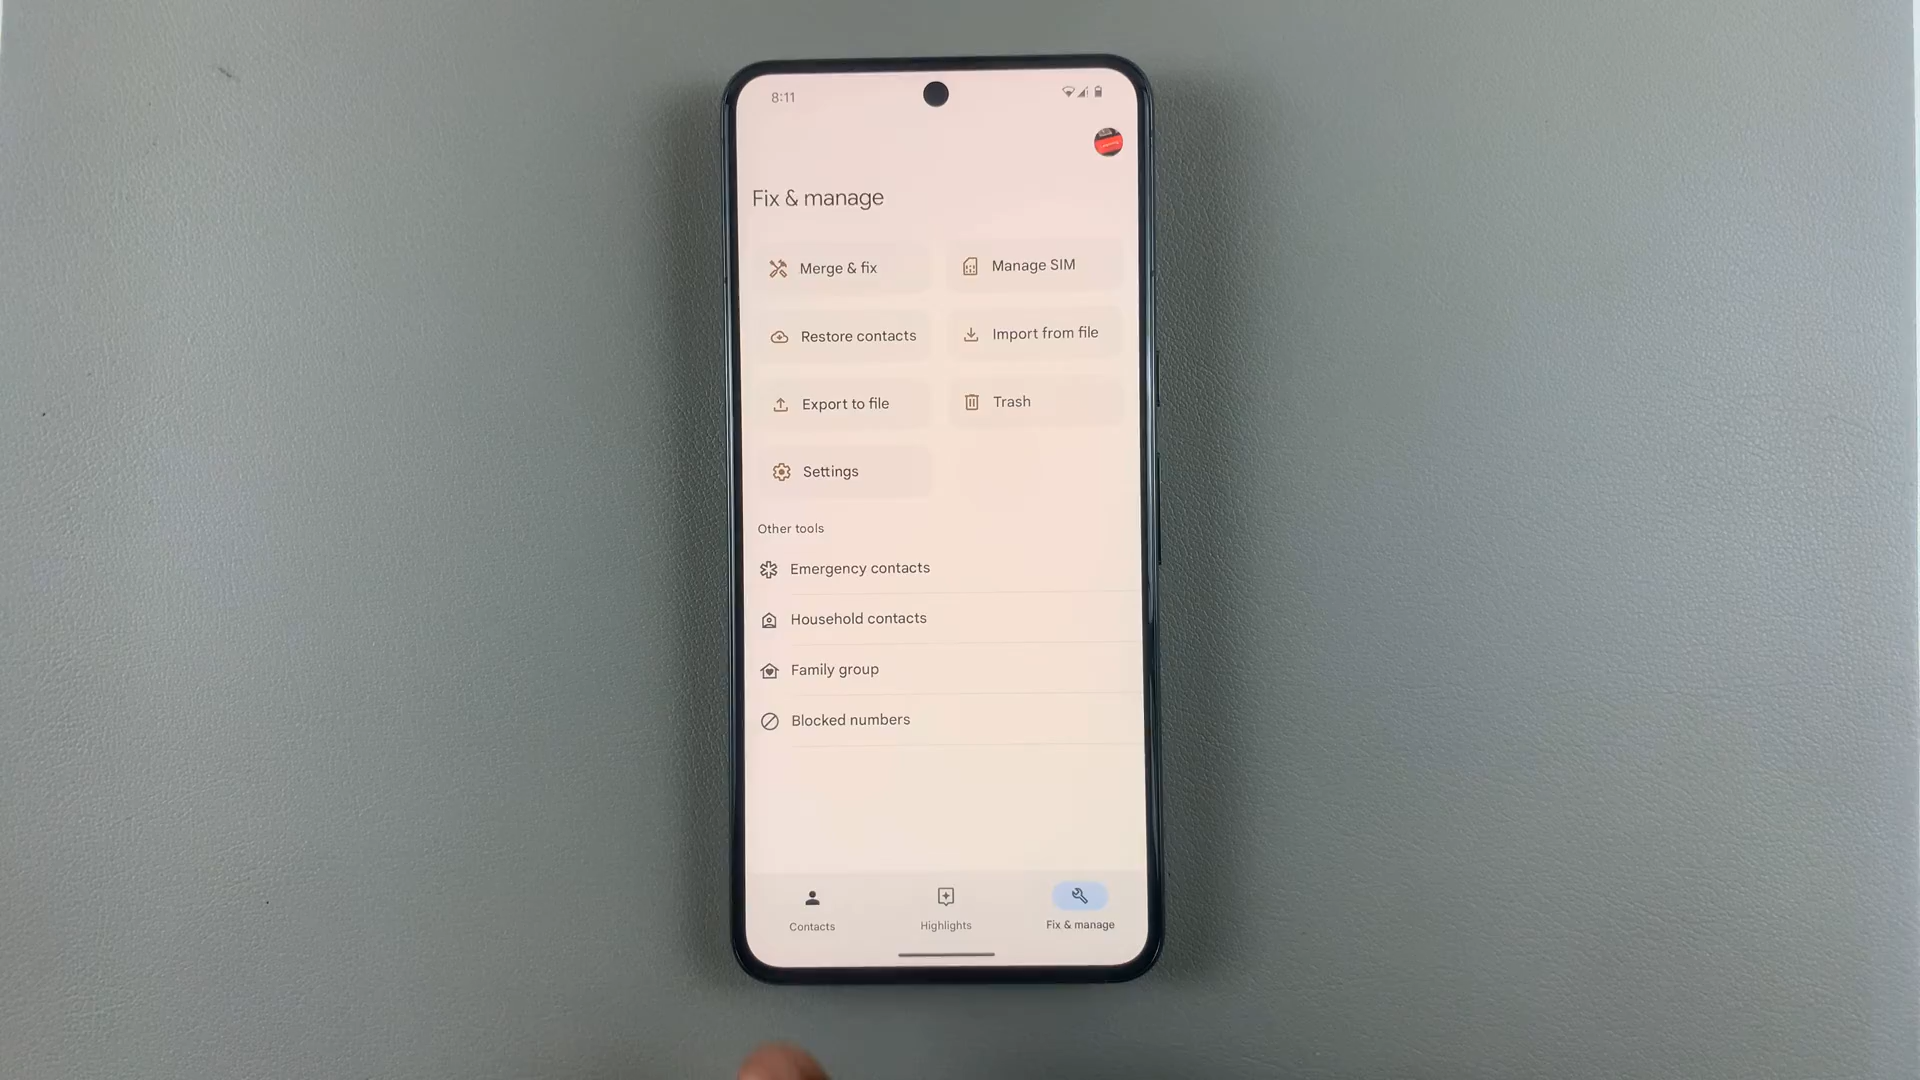 8:11
Fix & manage
Merge & fix
Manage SIM
Restore contacts
Import from file
Export to file
Trash
Settings
Other tools
Emergency contacts
Household contacts
Family group
Blocked numbers
Contacts
Highlights
Fix & manage